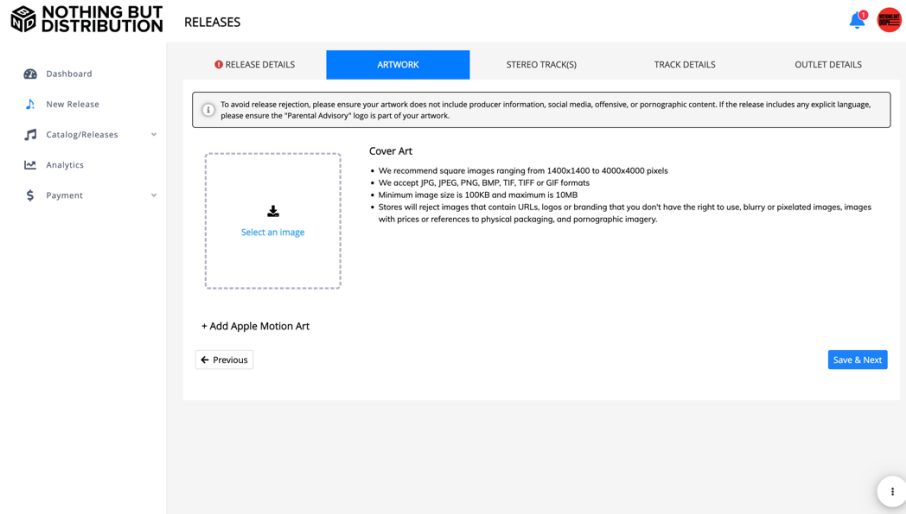 NOTHING BUT
DISTRIBUTION
RELEASES
1
Dashboard
New Release
Catalog/Releases
Analytics
Payment
RELEASE DETAILS
ARTWORK
STEREO TRACK(S)
TRACK DETAILS
OUTLET DETAILS
To avoid release rejection, please ensure your artwork does not include producer information, social media, offensive, or pornographic content. If the release includes any explicit language,
please ensure the "Parental Advisory" logo is part of your artwork.
Select an image
Cover Art
• We recommend square images ranging from 1400x1400 to 4000x4000 pixels
• We accept JPG, JPEG, PNG, BMP, TIF, TIFF or GIF formats
• Minimum image size is 100KB and maximum is 10MB
• Stores will reject images that contain URLs, logos or branding that you don't have the right to use, blurry or pixelated images, images
with prices or references to physical packaging, and pornographic imagery.
+ Add Apple Motion Art
Previous
Save & Next